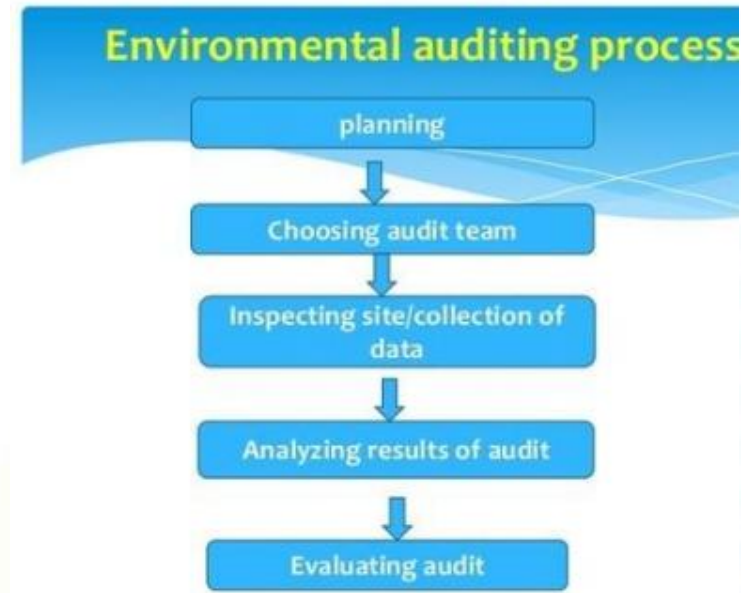 Environmental auditing process
planning
Choosing audit team
Inspecting site/collection of
data
Analyzing results of audit
Evaluating audit